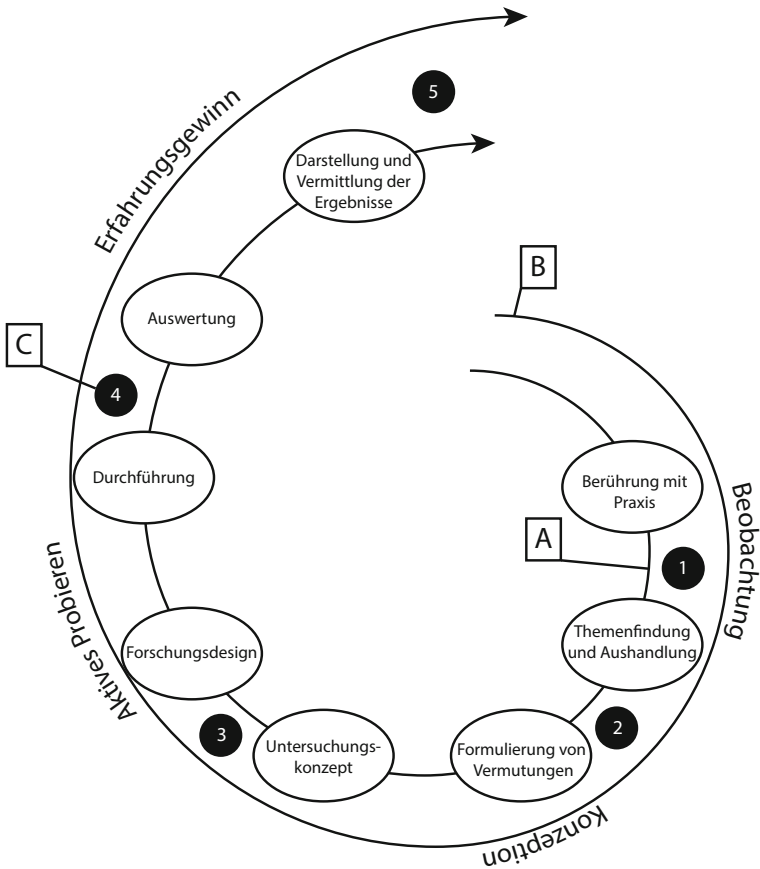 5
Erfahrungsgewinn
Darstellung und
Vermittlung der
Ergebnisse
B
Auswertung
C
4
Durchführung
Berührung mit
Praxis
Beobachtung
A
1
Aktives Probieren
Forschungsdesign
Themenfindung
und Aushandlung
3
2
Untersuchungs-
konzept
Formulierung von
Vermutungen
Konzeption